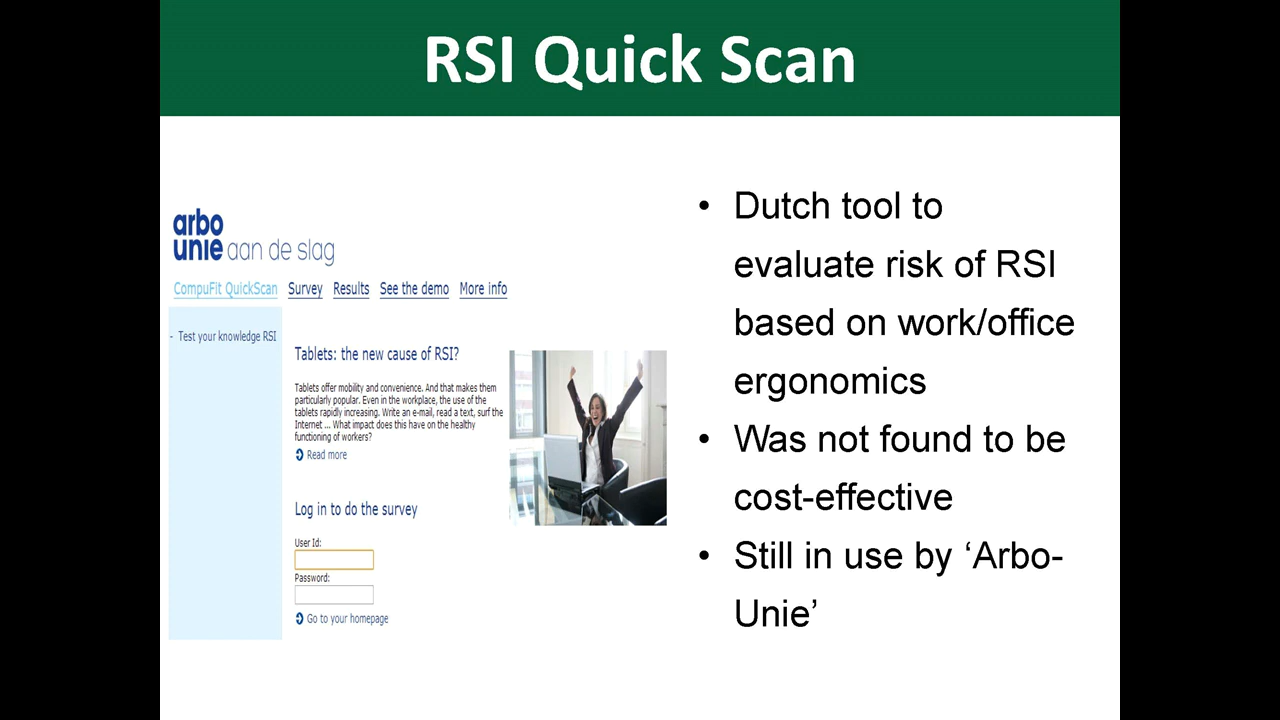 RSI Quick Scan
arbo
unie aan de slag
CompuFit QuickScan Survey Results See the demo More info
- Test your knowledge RSI
Tablets: the new cause of RSI?
Tablets offer mobility and convenience. And that makes them
particularly popular. Even in the workplace, the use of the
tablets rapidly increasing. Write an e-mail, read a text, surf the
Internet ... What impact does this have on the healthy
functioning of workers?
Read more
Log in to do the survey
User Id:
Password:
Go to your homepage
• Dutch tool to
evaluate risk of RSI
based on work/office
ergonomics
• Was not found to be
cost-effective
• Still in use by ‘Arbo-
Unie’